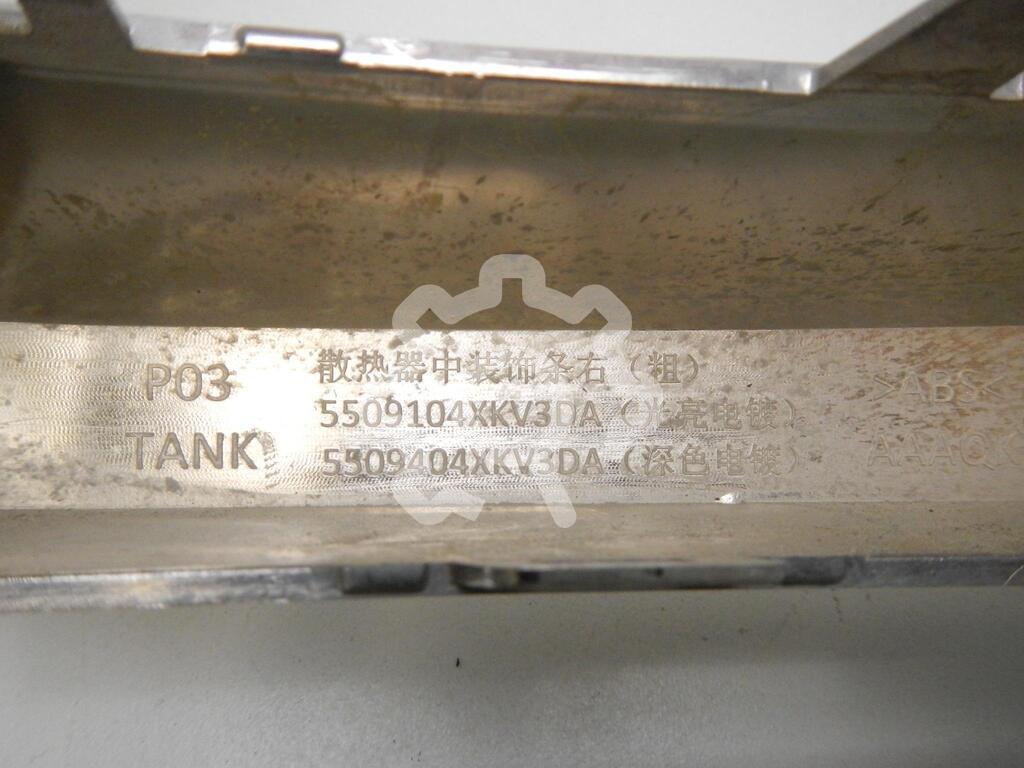 P03
TANK
散热器中装饰条右（粗）
5509104XKV3DA（光亮电镀）
5509404XKV3DA（深色电镀）
>ABS<